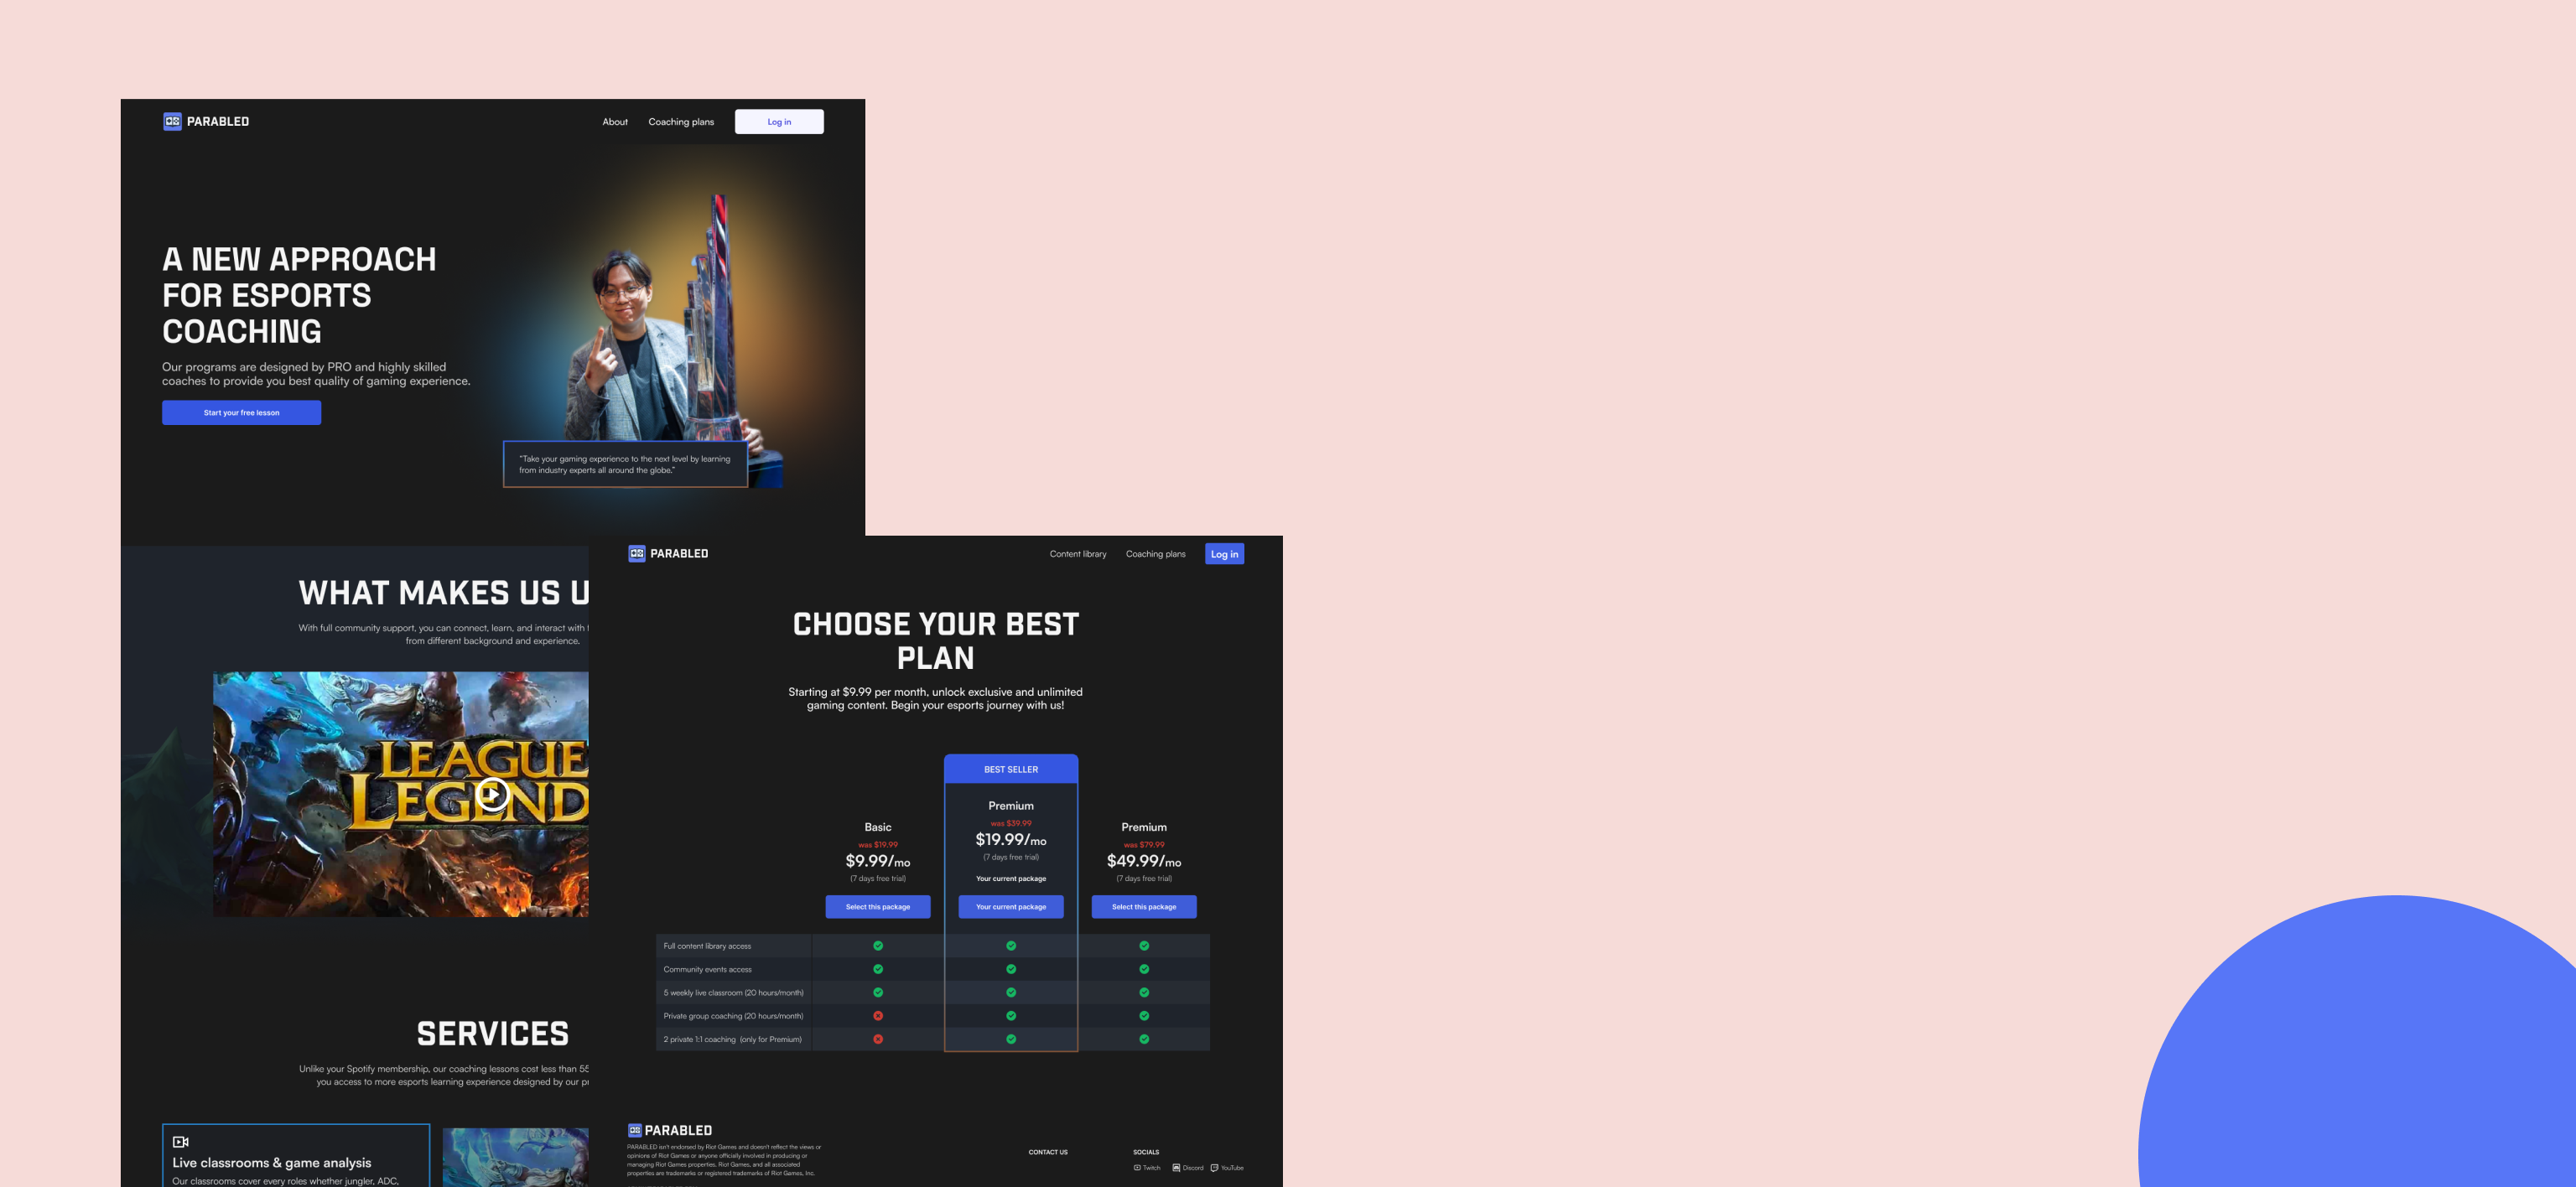 PARABLED
About
Coaching plans
Log in
A NEW APPROACH
FOR ESPORTS
COACHING
Our programs are designed by PRO and highly skilled
coaches to provide you best quality of gaming experience.
Start your free lesson
“Take your gaming experience to the next level by learning
from industry experts all around the globe.”
WHAT MAKES US U
With full community support, you can connect, learn, and interact with
from different background and experience.
LEAGUE
LEGEND
SERVICES
Unlike your Spotify membership, our coaching lessons cost less than 55
you access to more esports learning experience designed by our
Live classrooms & game analysis
Our classrooms cover every roles whether jungler, ADC,
PARABLED
Content library
Coaching plans
Log in
CHOOSE YOUR BEST
PLAN
Starting at $9.99 per month, unlock exclusive and unlimited
gaming content. Begin your esports journey with us!
BEST SELLER
Basic
was $19.99
$9.99/mo
(7 days free trial)
Select this package
Premium
was $39.99
$19.99/mo
(7 days free trial)
Your current package
Your current package
Premium
was $79.99
$49.99/mo
(7 days free trial)
Select this package
Full content library access
Community events access
5 weekly live classroom (20 hours/month)
Private group coaching (20 hours/month)
2 private 1:1 coaching (only for Premium)
PARABLED
PARABLED isn't endorsed by Riot Games and doesn't reflect the views or
opinions of Riot Games or anyone officially involved in producing or
managing Riot Games properties. Riot Games, and all associated
properties are trademarks or registered trademarks of Riot Games, Inc.
CONTACT US
SOCIALS
Twitch
Discord
YouTube